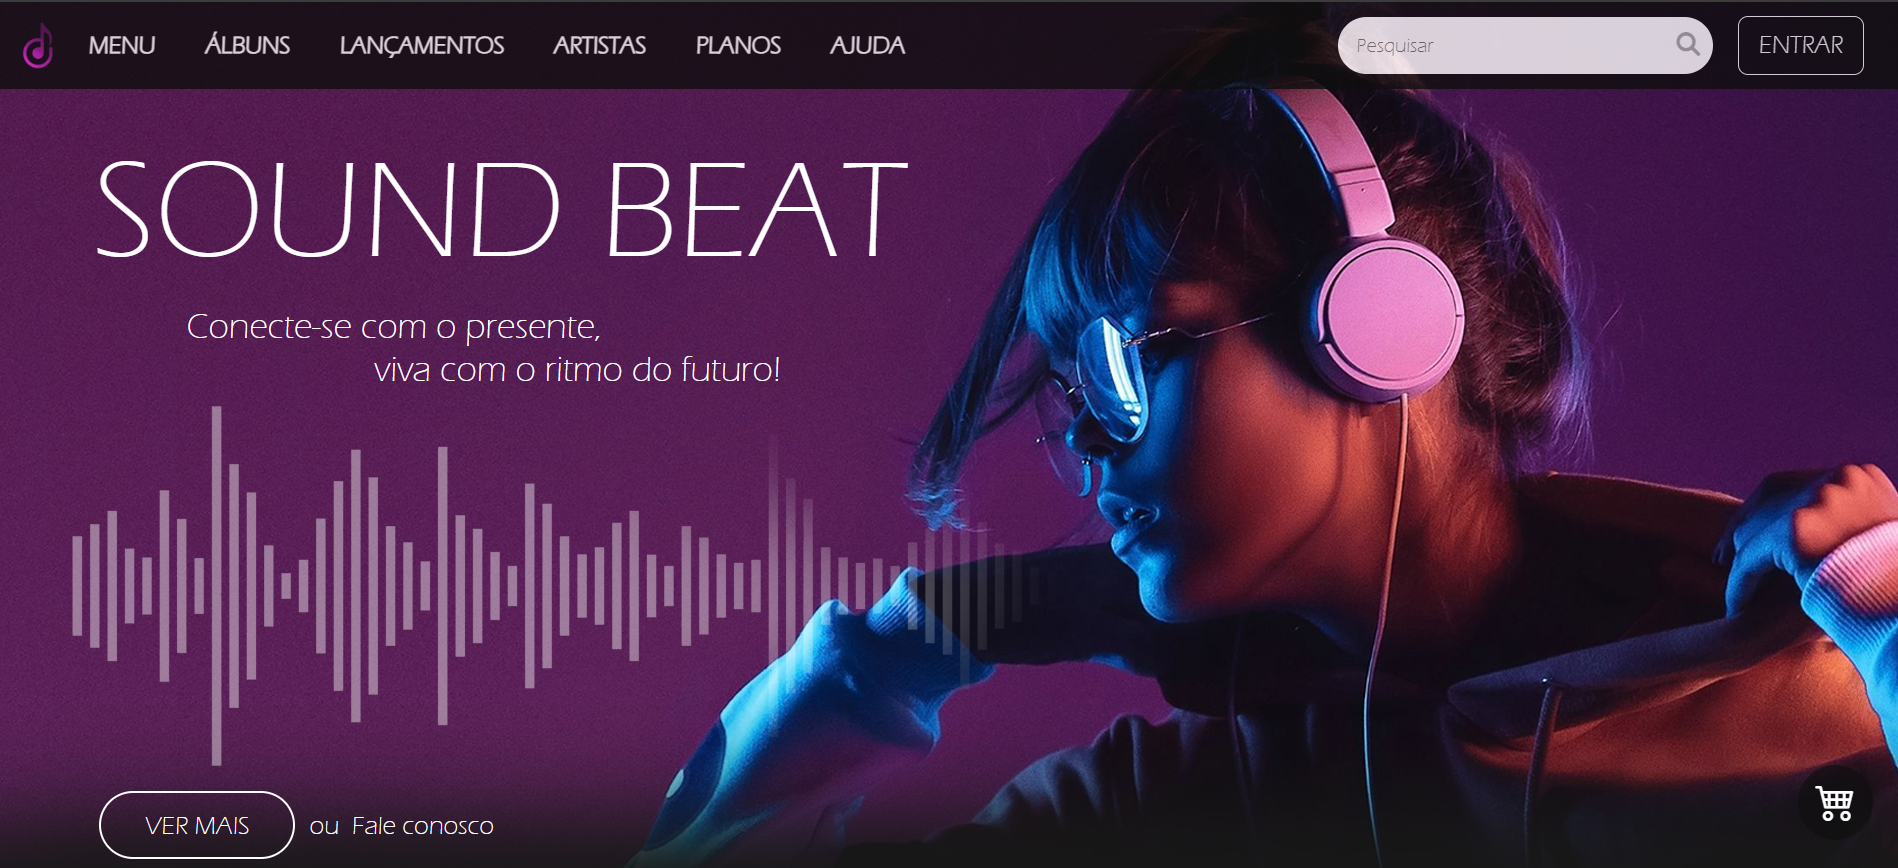 MENU ÁLBUNS LANÇAMENTOS ARTISTAS PLANOS AJUDA Pesquisar ENTRAR
SOUND BEAT
Conecte-se com o presente,
viva com o ritmo do futuro!
VER MAIS ou Fale conosco